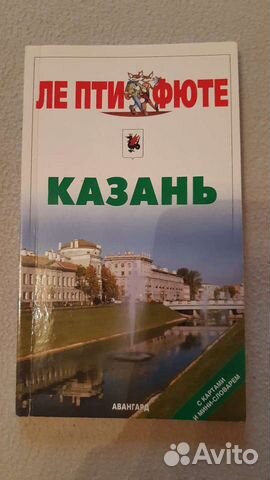 ЛЕ ПТИ ФЮТЕ
КАЗАНЬ
С КАРТАМИ
И МИНИ-СЛОВАРЕМ
АВАНГАРД
Avito